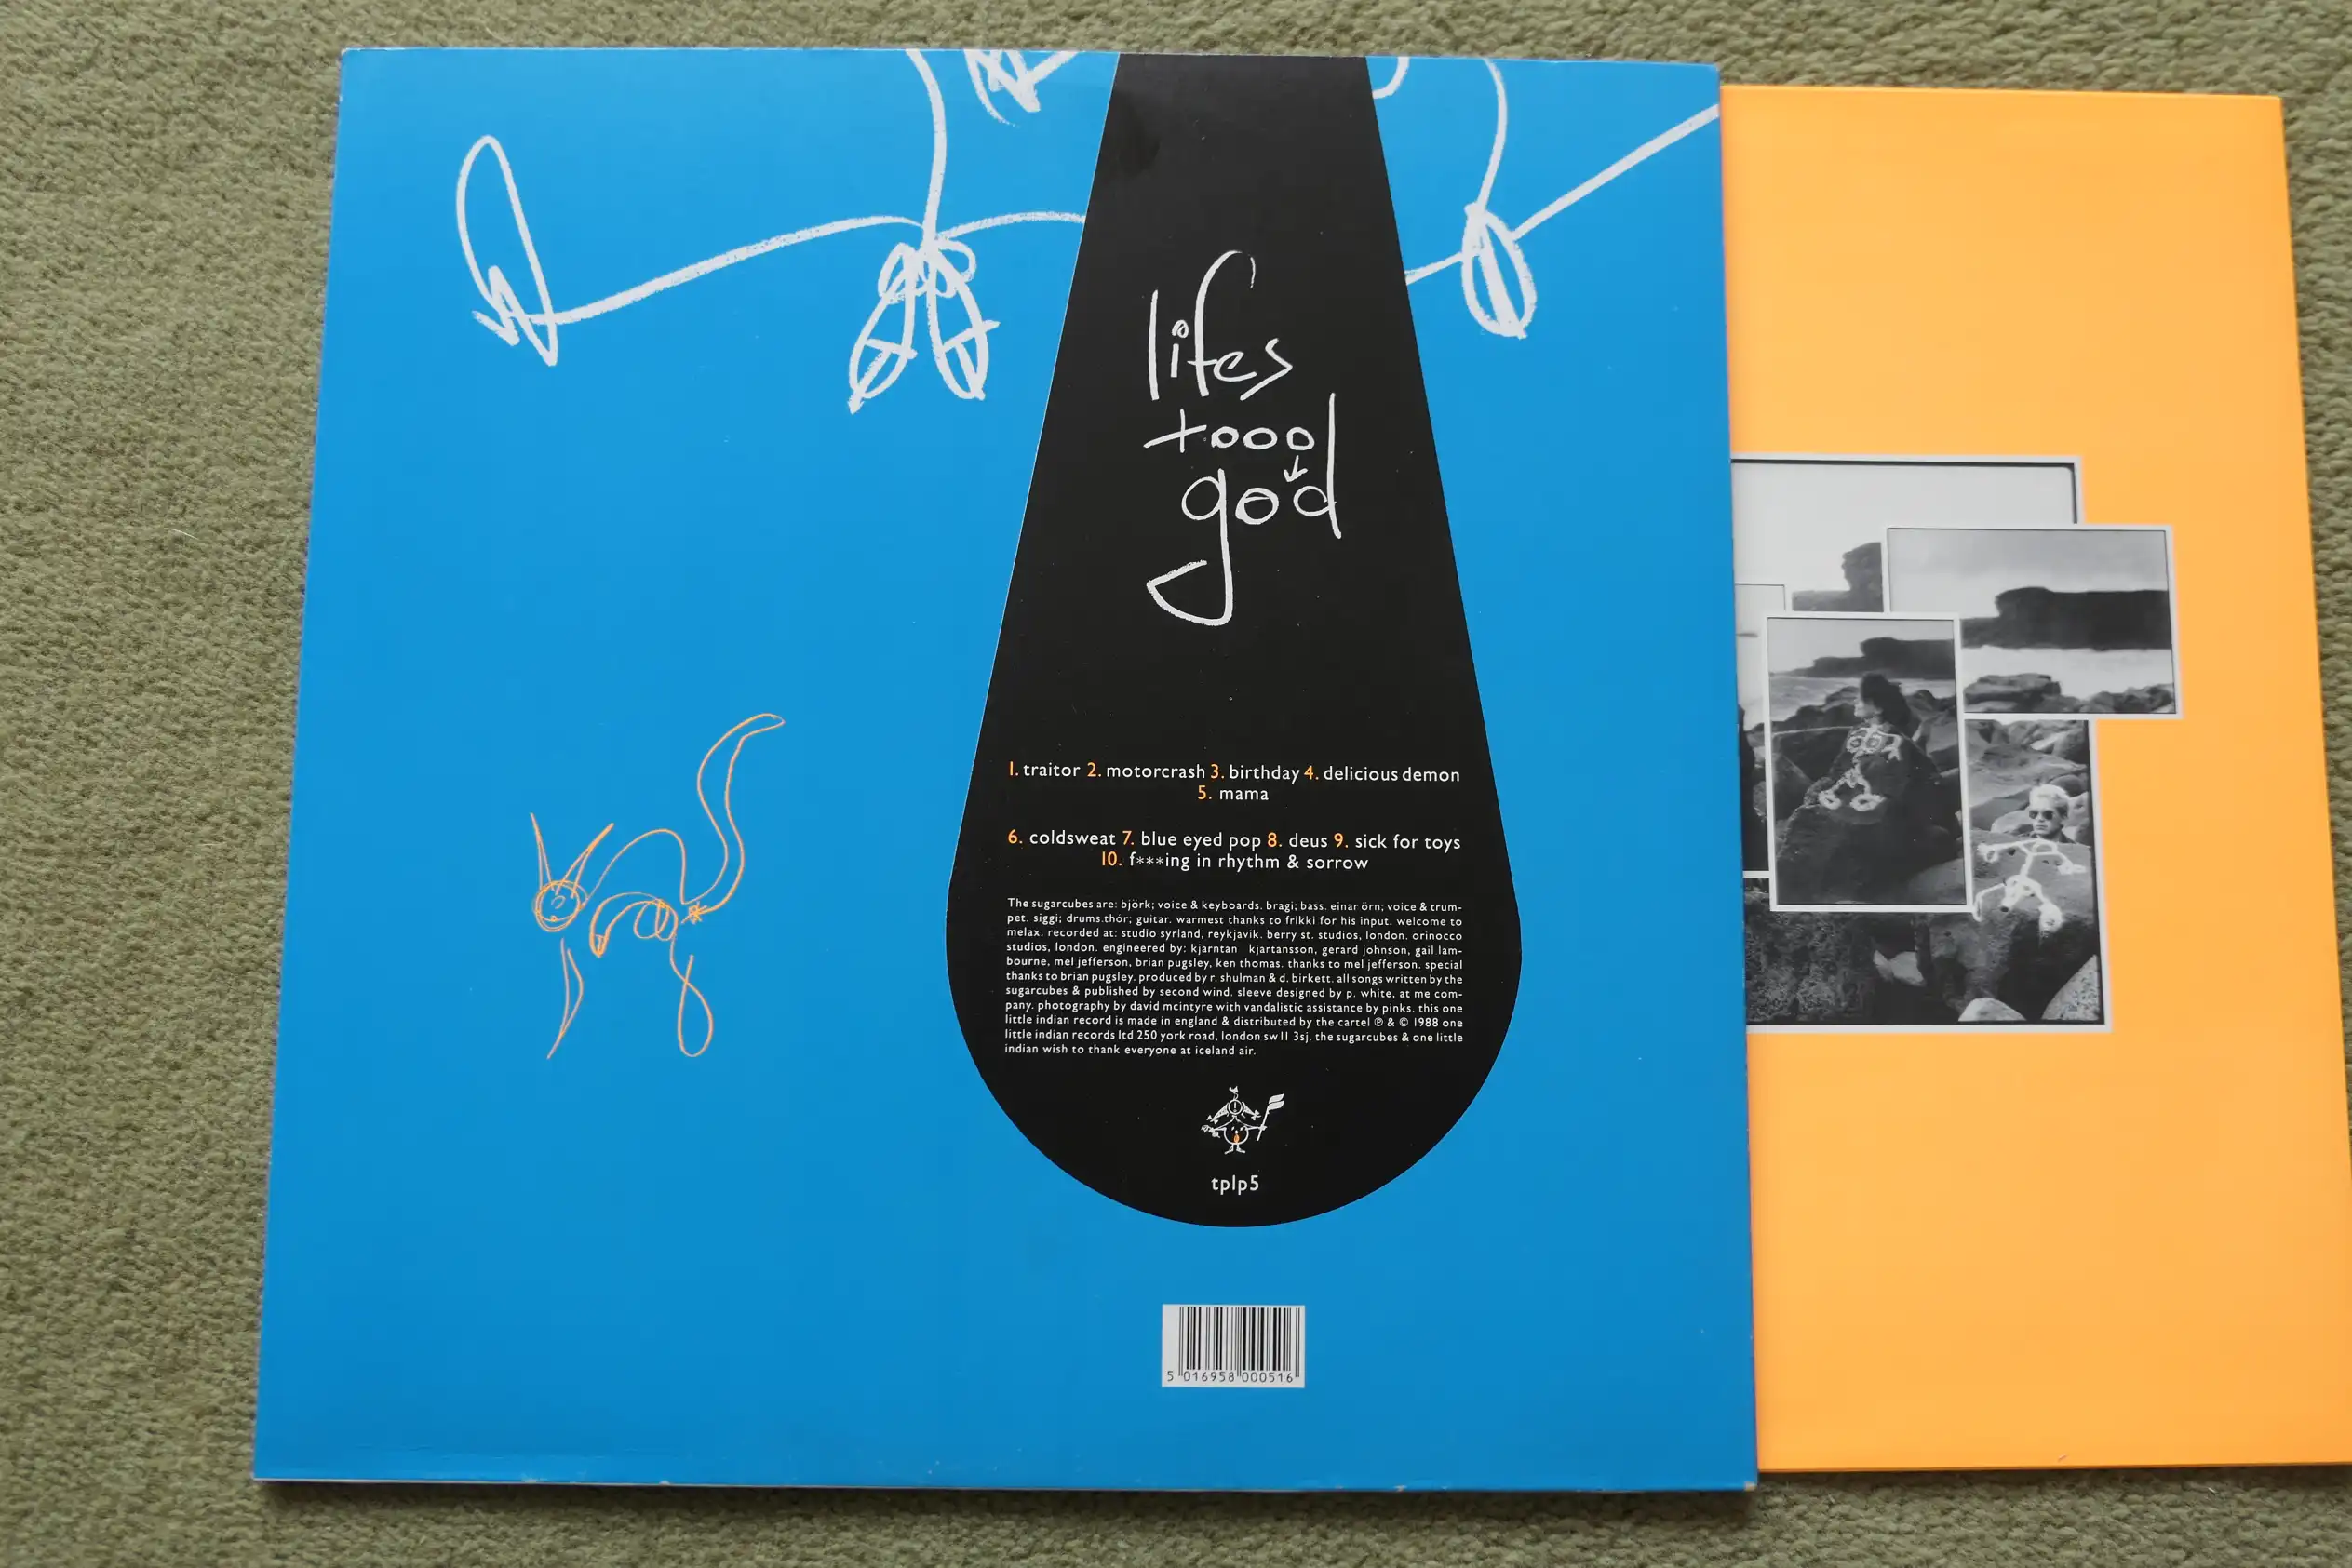 lifes
tooo
god
1. traitor 2. motorcrash 3. birthday 4. delicious demon
5. mama
6. coldsweat 7. blue eyed pop 8. deus 9. sick for toys
10. f***ing in rhythm & sorrow
The sugarcubes are: björk; voice & keyboards. bragi; bass. einar örn; voice & trum-
pet. siggi; drums.thór; guitar. warmest thanks to frikki for his input. welcome to
melax. recorded at: studio syrland, reykjavik. berry st. studios, london. orinocco
studios, london. engineered by: kjarntan kjartansson, gerard johnson, gail lam-
bourne, mel jefferson, brian pugsley, ken thomas. thanks to mel jefferson. special
thanks to brian pugsley. produced by r. shulman & d. birkett. all songs written by the
sugarcubes & published by second wind. sleeve designed by p. white, at me com-
pany. photography by david mcintyre with vandalistic assistance by pinks. this one
little indian record is made in england & distributed by the cartel ℗ & © 1988 one
little indian records ltd 250 york road, london sw11 3sj. the sugarcubes & one little
indian wish to thank everyone at iceland air.
tplp5
5 016958 000516